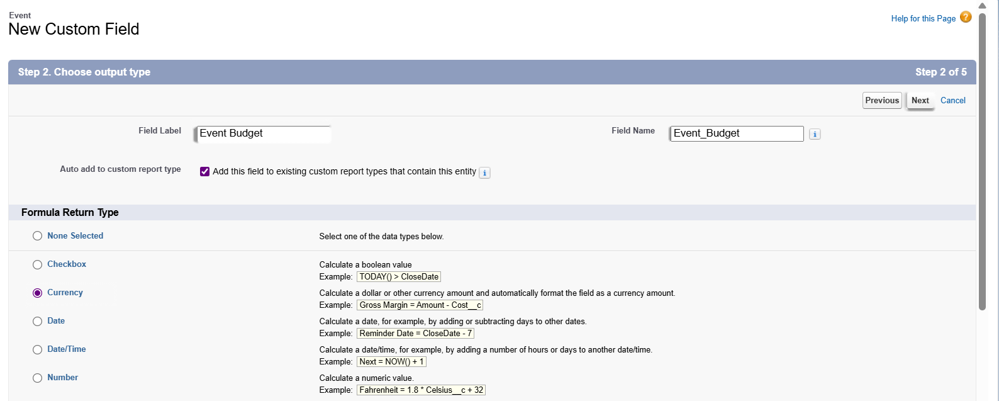 Event
New Custom Field
Help for this Page ?
Step 2. Choose output type
Step 2 of 5
Previous Next Cancel
Field Label Event Budget
Field Name Event_Budget i
Auto add to custom report type Add this field to existing custom report types that contain this entity i
Formula Return Type
None Selected Select one of the data types below.
Checkbox Calculate a boolean value
Example: TODAY() > CloseDate
Currency Calculate a dollar or other currency amount and automatically format the field as a currency amount.
Example: Gross Margin = Amount - Cost__c
Date Calculate a date, for example, by adding or subtracting days to other dates.
Example: Reminder Date = CloseDate - 7
Date/Time Calculate a date/time, for example, by adding a number of hours or days to another date/time.
Example: Next = NOW() + 1
Number Calculate a numeric value.
Example: Fahrenheit = 1.8 * Celsius__c + 32